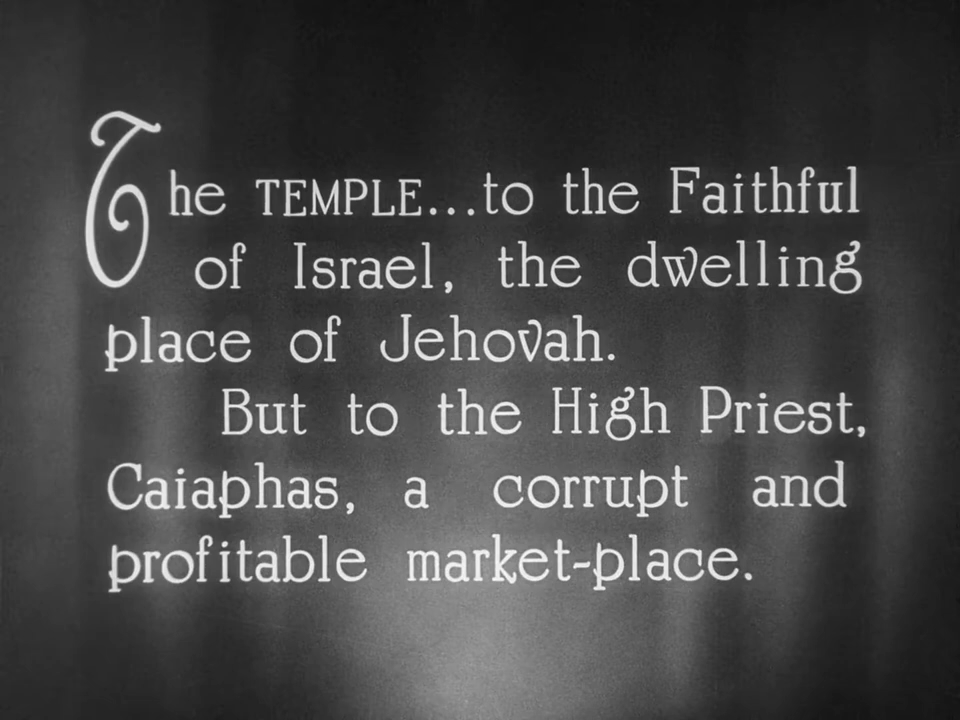 The TEMPLE...to the Faithful
of Israel, the dwelling
place of Jehovah.
But to the High Priest,
Caiaphas, a corrupt and
profitable market-place.